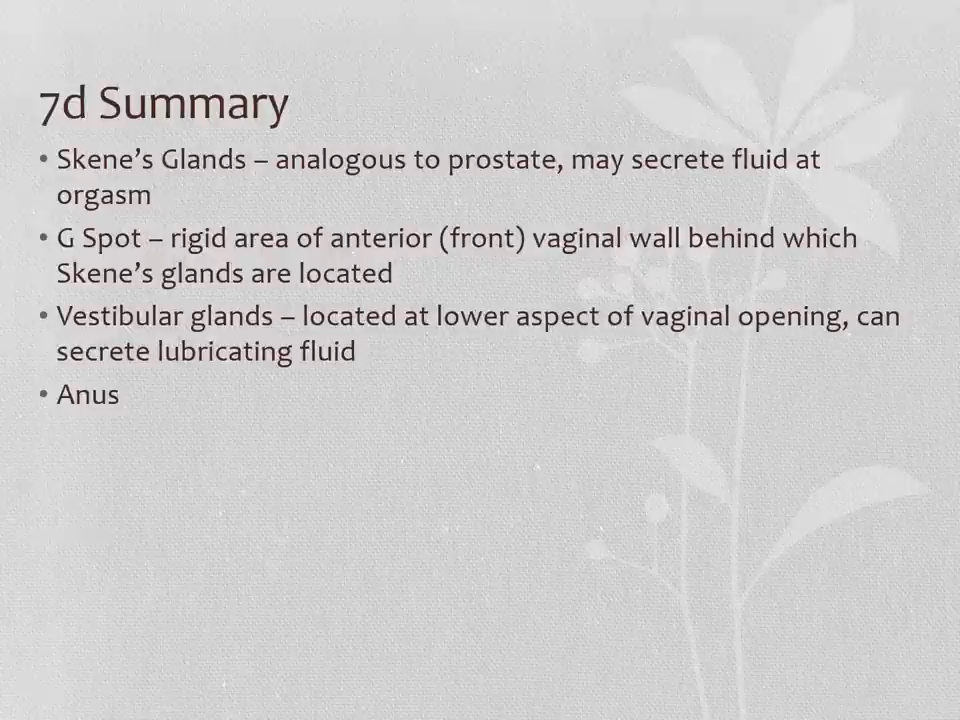 7d Summary
• Skene’s Glands – analogous to prostate, may secrete fluid at
orgasm
• G Spot – rigid area of anterior (front) vaginal wall behind which
Skene’s glands are located
• Vestibular glands – located at lower aspect of vaginal opening, can
secrete lubricating fluid
• Anus